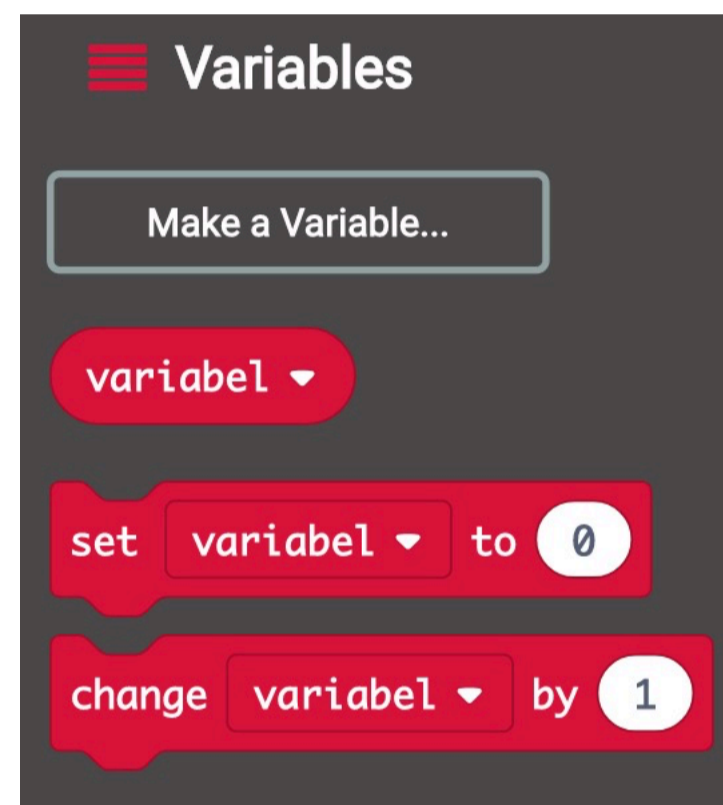 Variables
Make a Variable...
variabel
set variabel to 0
change variabel by 1